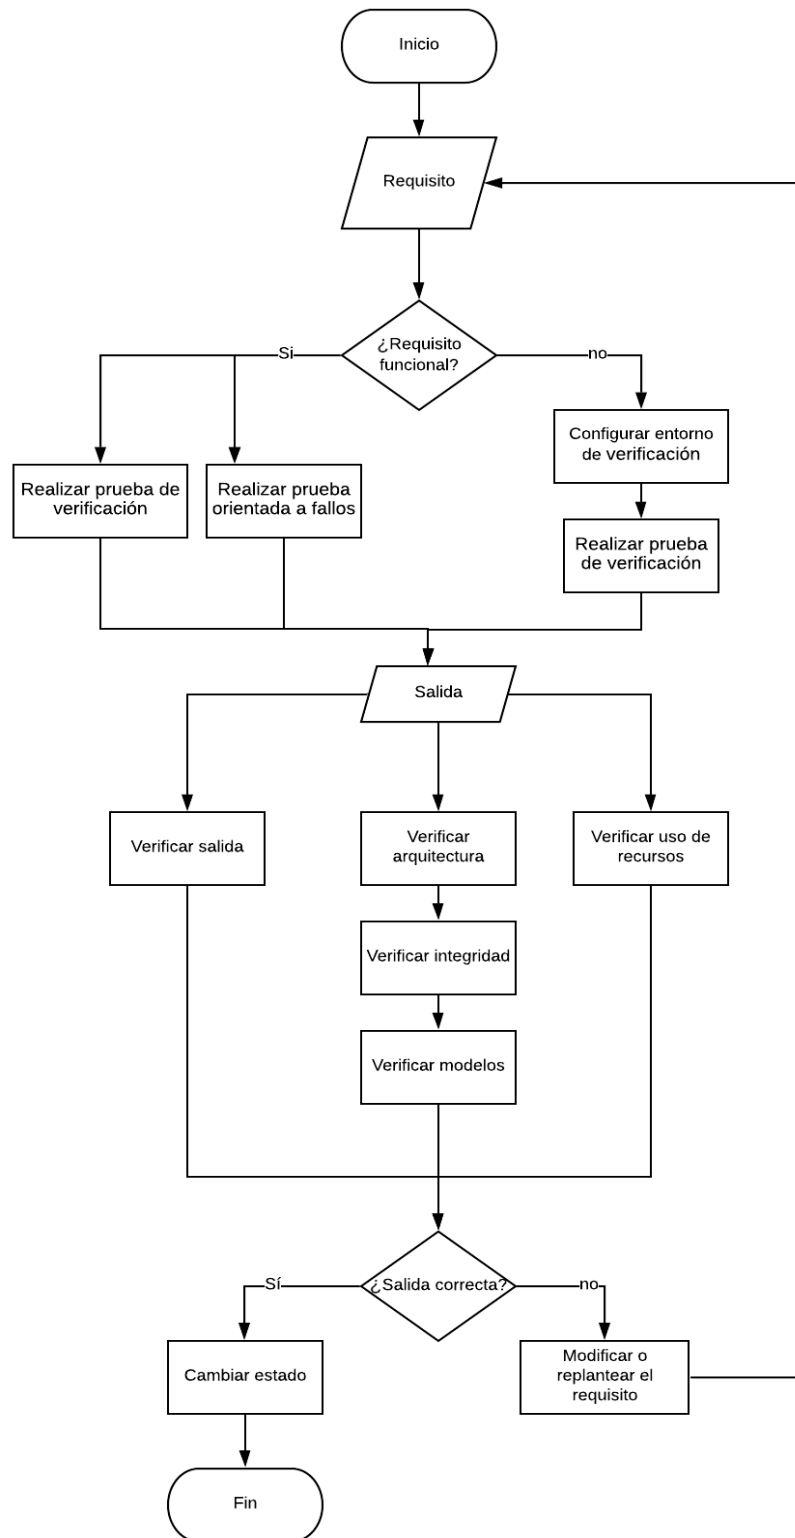 Inicio
Requisito
¿Requisito
funcional?
Si
no
Configurar entorno
de verificación
Realizar prueba de
verificación
Realizar prueba
orientada a fallos
Realizar prueba
de verificación
Salida
Verificar salida
Verificar
arquitectura
Verificar uso de
recursos
Verificar integridad
Verificar modelos
¿Salida correcta?
Sí
no
Cambiar estado
Modificar o
replantear el
requisito
Fin